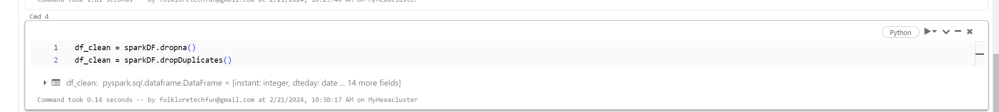 Command took 1.81 seconds -- by folkloretechfun@gmail.com at 2/21/2024, 10:29:40 AM on MyHexacluster
Cmd 4
Python
1 df_clean = sparkDF.dropna()
2 df_clean = sparkDF.dropDuplicates()
df_clean: pyspark.sql.dataframe.DataFrame = [instant: integer, dteday: date ... 14 more fields]
Command took 0.14 seconds -- by folkloretechfun@gmail.com at 2/21/2024, 10:30:17 AM on MyHexacluster